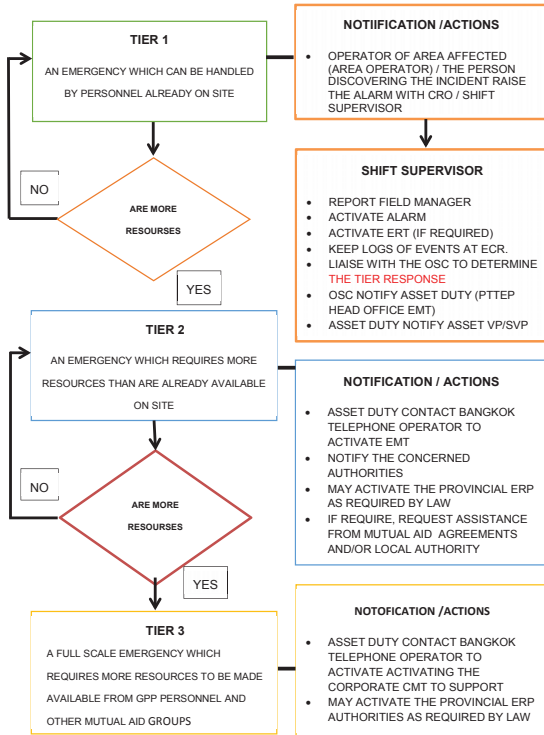 TIER 1
AN EMERGENCY WHICH CAN BE HANDLED
BY PERSONNEL ALREADY ON SITE
NOTIIFICATION /ACTIONS
• OPERATOR OF AREA AFFECTED
(AREA OPERATOR) / THE PERSON
DISCOVERING THE INCIDENT RAISE
THE ALARM WITH CRO / SHIFT
SUPERVISOR
NO
ARE MORE
RESOURSES
YES
SHIFT SUPERVISOR
• REPORT FIELD MANAGER
• ACTIVATE ALARM
• ACTIVATE ERT (IF REQUIRED)
• KEEP LOGS OF EVENTS AT ECR.
• LIAISE WITH THE OSC TO DETERMINE
THE TIER RESPONSE
• OSC NOTIFY ASSET DUTY (PTTEP
HEAD OFFICE EMT)
• ASSET DUTY NOTIFY ASSET VP/SVP
TIER 2
AN EMERGENCY WHICH REQUIRES MORE
RESOURCES THAN ARE ALREADY AVAILABLE
ON SITE
NOTIFICATION / ACTIONS
• ASSET DUTY CONTACT BANGKOK
TELEPHONE OPERATOR TO
ACTIVATE EMT
• NOTIFY THE CONCERNED
AUTHORITIES
• MAY ACTIVATE THE PROVINCIAL ERP
AS REQUIRED BY LAW
• IF REQUIRE, REQUEST ASSISTANCE
FROM MUTUAL AID AGREEMENTS
AND/OR LOCAL AUTHORITY
NO
ARE MORE
RESOURSES
YES
TIER 3
A FULL SCALE EMERGENCY WHICH
REQUIRES MORE RESOURCES TO BE MADE
AVAILABLE FROM GPP PERSONNEL AND
OTHER MUTUAL AID GROUPS
NOTOFICATION /ACTIONS
• ASSET DUTY CONTACT BANGKOK
TELEPHONE OPERATOR TO
ACTIVATE ACTIVATING THE
CORPORATE CMT TO SUPPORT
• MAY ACTIVATE THE PROVINCIAL ERP
AUTHORITIES AS REQUIRED BY LAW